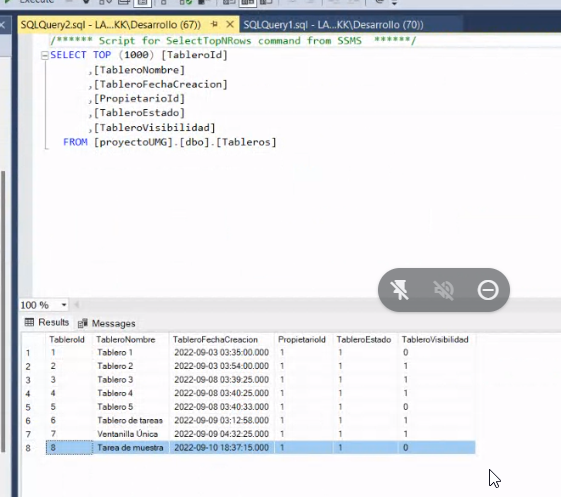 Execute
SQLQuery2.sql - LA...KK\Desarrollo (67))
SQLQuery1.sql - LA...KK\Desarrollo (70))
/****** Script for SelectTopNRows command from SSMS  ******/
SELECT TOP (1000) [TableroId]
,[TableroNombre]
,[TableroFechaCreacion]
,[PropietarioId]
,[TableroEstado]
,[TableroVisibilidad]
FROM [proyectoUMG].[dbo].[Tableros]
100 %
Results Messages
TableroId TableroNombre TableroFechaCreacion PropietarioId TableroEstado TableroVisibilidad
1 1 Tablero 1 2022-09-03 03:35:00.000 1 1 0
2 2 Tablero 2 2022-09-03 03:54:00.000 1 1 1
3 3 Tablero 3 2022-09-08 03:39:25.000 1 1 1
4 4 Tablero 4 2022-09-08 03:40:25.000 1 1 1
5 5 Tablero 5 2022-09-08 03:40:33.000 1 1 0
6 6 Tablero de tareas 2022-09-09 03:12:58.000 1 1 1
7 7 Ventanilla Única 2022-09-09 04:32:25.000 1 1 1
8 8 Tarea de muestra 2022-09-10 18:37:15.000 1 1 0